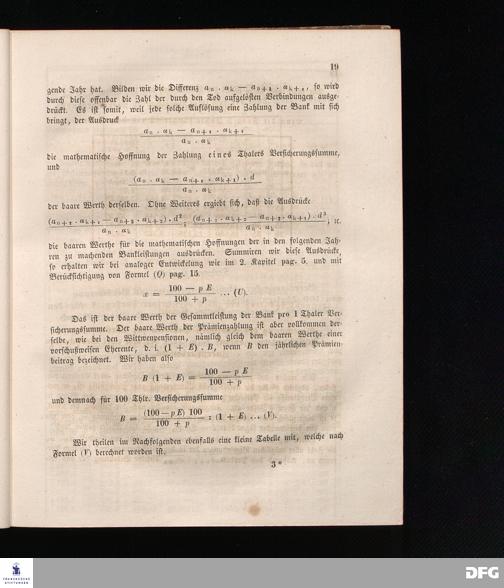 19
gende Jahr hat. Bilden wir die Differenz aₙ . aₖ — aₙ₊₁ . aₖ₊₁, so wird
durch diese offenbar die Zahl der durch den Tod aufgelösten Verbindungen ausge-
drückt. Es ist somit, weil jede solche Auflösung eine Zahlung der Bank mit sich
bringt, der Ausdruck
aₙ . aₖ — aₙ₊₁ . aₖ₊₁
aₙ . aₖ
die mathematische Hoffnung der Zahlung eines Thalers Versicherungssumme,
und
(aₙ . aₖ — aₙ₊₁ . aₖ₊₁) . d
aₙ . aₖ
der baare Werth derselben. Ohne Weiteres ergiebt sich, daß die Ausdrücke
(aₙ₊₁ . aₖ₊₁ — aₙ₊₂ . aₖ₊₂) . d² ; (aₙ₊₂ . aₖ₊₂ — aₙ₊₃ . aₖ₊₃) . d³ ; ꝛc.
aₙ . aₖ aₙ . aₖ
die baaren Werthe für die mathematischen Hoffnungen der in den folgenden Jah-
ren zu machenden Bankleistungen ausdrücken. Summiren wir diese Ausdrücke,
so erhalten wir bei analoger Entwickelung wie im 2. Kapitel pag. 5. und mit
Berücksichtigung von Formel (O) pag. 15.
x = 100 — p E / 100 + p ... (U).
Das ist der baare Werth der Gesammtleistung der Bank pro 1 Thaler Ver-
sicherungssumme. Der baare Werth der Prämienzahlung ist aber vollkommen der-
selbe, wie bei den Wittwenpensionen, nämlich gleich dem baaren Werthe einer
vorschußweisen Eherente, d. i. (1 + E) . B, wenn B den jährlichen Prämien-
beitrag bezeichnet. Wir haben also
B (1 + E) = 100 — p E / 100 + p
und demnach für 100 Thlr. Versicherungssumme
B = (100 — p E) 100 / 100 + p : (1 + E) ... (V).
Wir theilen im Nachfolgenden ebenfalls eine kleine Tabelle mit, welche nach
Formel (V) berechnet worden ist.
3*
FRANCKESCHE
STIFTUNGEN
DFG